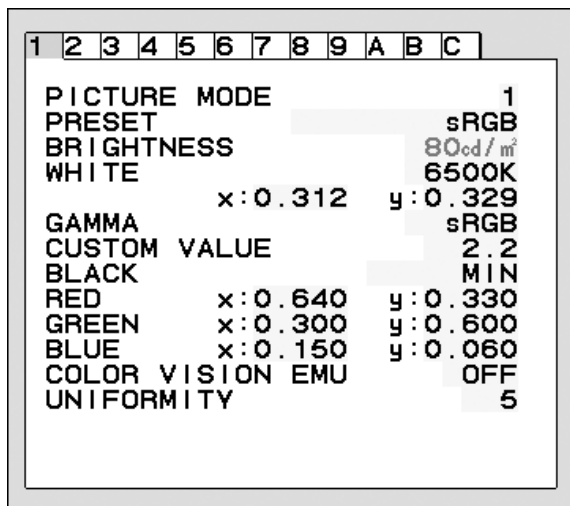 1 2 3 4 5 6 7 8 9 A B C
PICTURE MODE 1
PRESET sRGB
BRIGHTNESS 80cd/㎡
WHITE 6500K
x:0.312 y:0.329
GAMMA sRGB
CUSTOM VALUE 2.2
BLACK MIN
RED x:0.640 y:0.330
GREEN x:0.300 y:0.600
BLUE x:0.150 y:0.060
COLOR VISION EMU OFF
UNIFORMITY 5